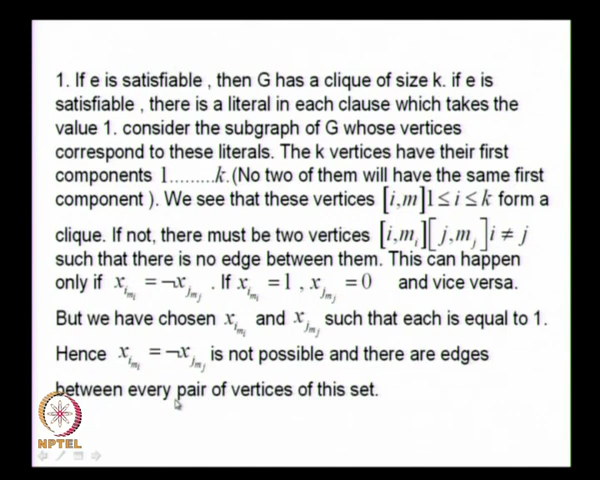 1. If e is satisfiable , then G has a clique of size k. if e is
satisfiable , there is a literal in each clause which takes the
value 1. consider the subgraph of G whose vertices
correspond to these literals. The k vertices have their first
components 1.........k.(No two of them will have the same first
component ). We see that these vertices [i,m]1≤i≤k form a
clique. If not, there must be two vertices [i,m_i][j,m_j]i≠j
such that there is no edge between them. This can happen
only if x_{i_{m_i}} =¬x_{j_{m_j}} . If x_{i_{m_i}} =1 , x_{j_{m_j}} =0 and vice versa.
But we have chosen x_{i_{m_i}} and x_{j_{m_j}} such that each is equal to 1.
Hence x_{i_{m_i}} =¬x_{j_{m_j}} is not possible and there are edges
between every pair of vertices of this set.
NPTEL